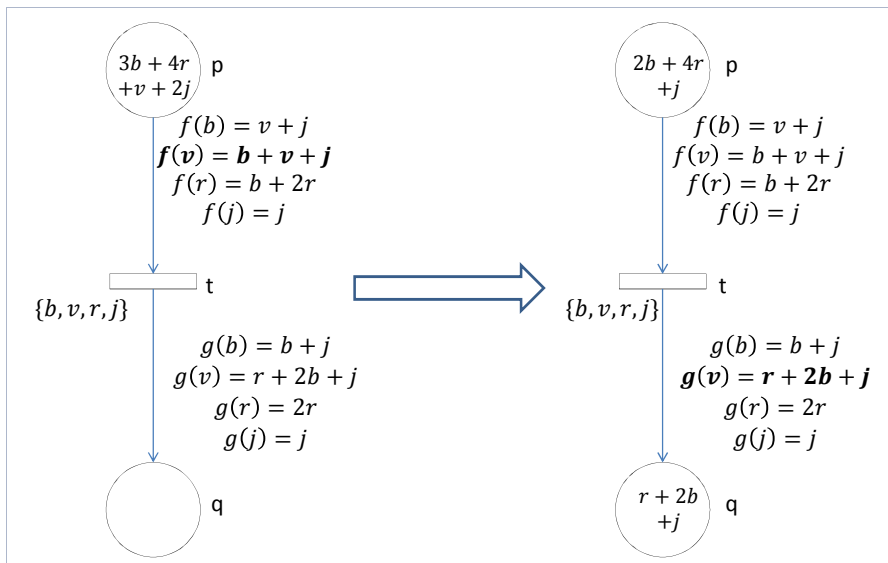 3b + 4r
+v + 2j
p
f(b) = v + j
f(v) = b + v + j
f(r) = b + 2r
f(j) = j
t
{b, v, r, j}
g(b) = b + j
g(v) = r + 2b + j
g(r) = 2r
g(j) = j
q
2b + 4r
+j
p
f(b) = v + j
f(v) = b + v + j
f(r) = b + 2r
f(j) = j
t
{b, v, r, j}
g(b) = b + j
g(v) = r + 2b + j
g(r) = 2r
g(j) = j
r + 2b
+j
q